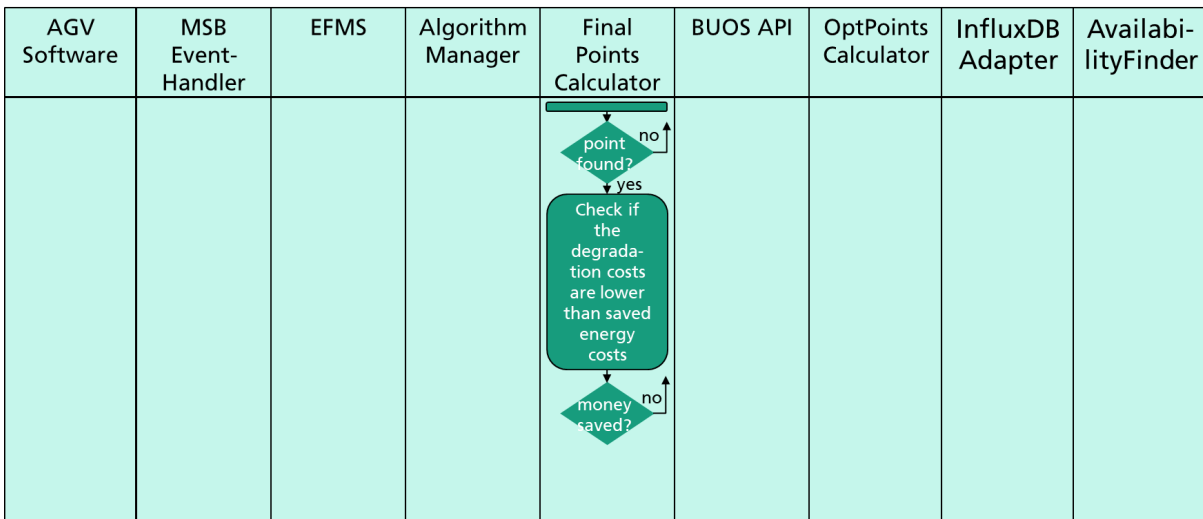 AGV
Software
MSB
Event-
Handler
EFMS
Algorithm
Manager
Final
Points
Calculator
BUOS API
OptPoints
Calculator
InfluxDB
Adapter
Availabi-
lityFinder
point
found?
no
yes
Check if
the
degrada-
tion costs
are lower
than saved
energy
costs
money
saved?
no